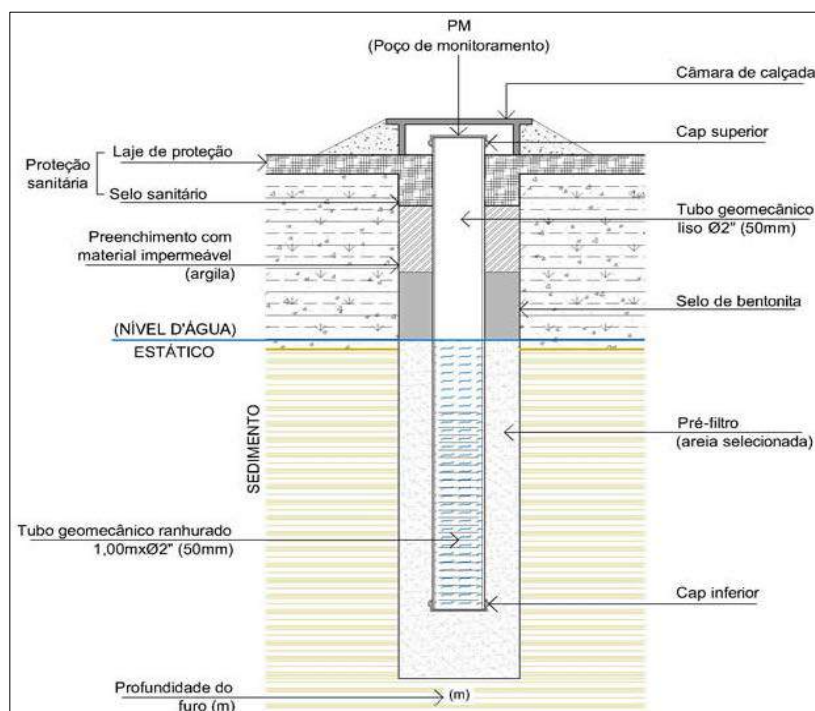 PM
(Poço de monitoramento)
Câmara de calçada
Cap superior
Laje de proteção
Proteção
sanitária
Selo sanitário
Tubo geomecânico
liso Ø2" (50mm)
Preenchimento com
material impermeável
(argila)
Selo de bentonita
(NÍVEL D'ÁGUA)
ESTÁTICO
SEDIMENTO
Pré-filtro
(areia selecionada)
Tubo geomecânico ranhurado
1,00mxØ2" (50mm)
Cap inferior
Profundidade do
furo (m)
(m)